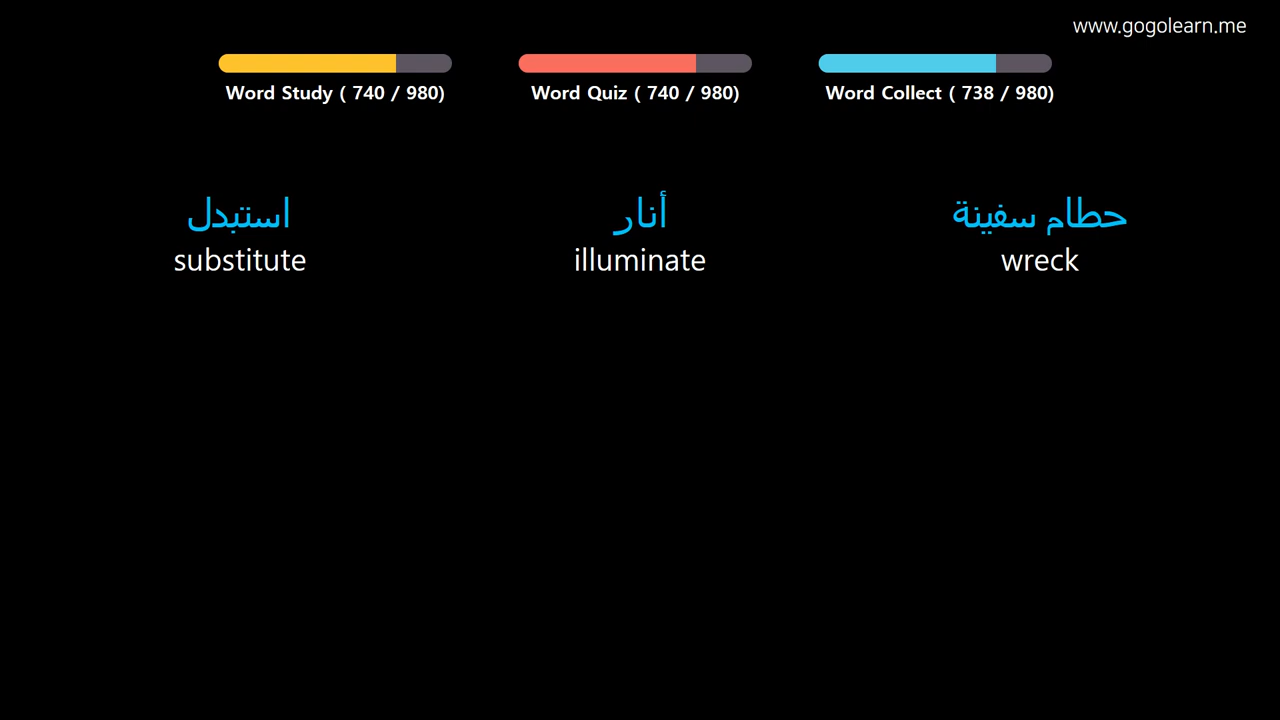 www.gogolearn.me
Word Study ( 740 / 980)
Word Quiz ( 740 / 980)
Word Collect ( 738 / 980)
استبدل
substitute
أنار
illuminate
حطام سفينة
wreck